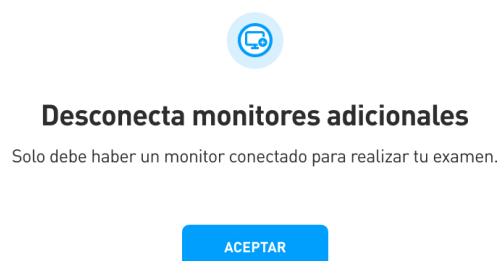 Desconecta monitores adicionales
Solo debe haber un monitor conectado para realizar tu examen.
ACEPTAR